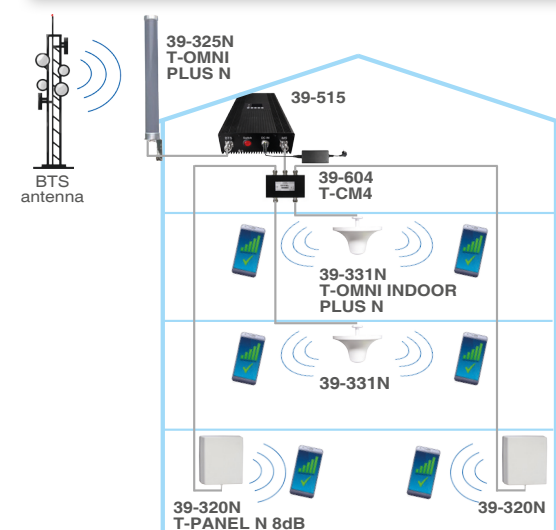 39-325N
T-OMNI
PLUS N
39-515
BTS
antenna
39-604
T-CM4
39-331N
T-OMNI INDOOR
PLUS N
39-331N
39-320N
T-PANEL N 8dB
39-320N